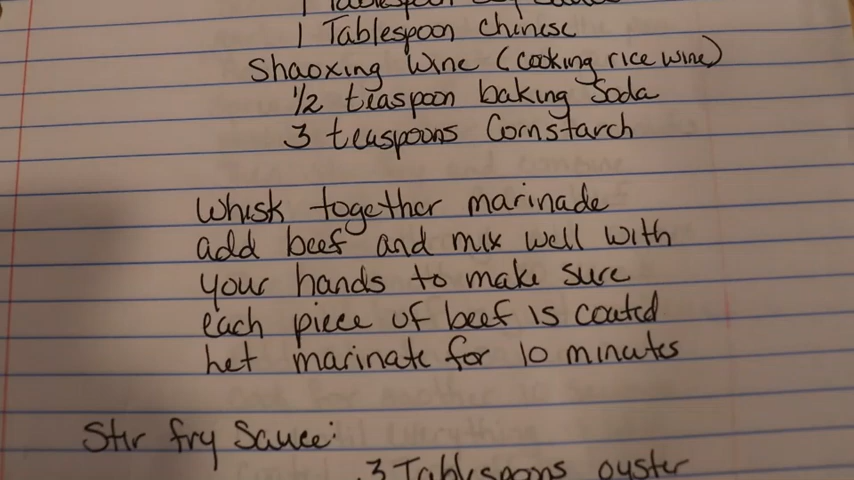 1 Tablespoon
1 Tablespoon Chinese
Shaoxing Wine (cooking rice wine)
1/2 teaspoon baking Soda
3 teaspoons Cornstarch
Whisk together marinade
add beef and mix well with
your hands to make sure
each piece of beef is coated
Let marinate for 10 minutes
Stir fry Sauce:
3 Tablespoons oyster